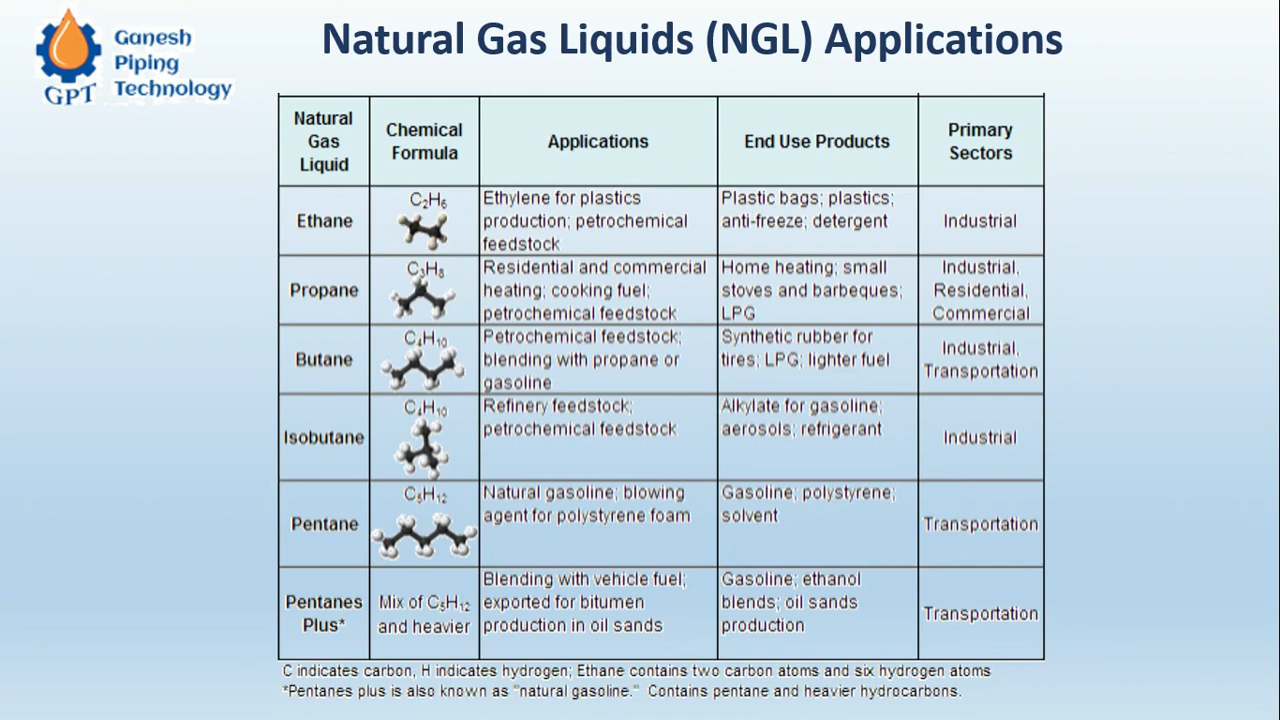 Ganesh
Piping
Technology
GPT
Natural Gas Liquids (NGL) Applications
Natural
Gas
Liquid
Chemical
Formula
Applications
End Use Products
Primary
Sectors
Ethane
C₂H₆
Ethylene for plastics
production; petrochemical
feedstock
Plastic bags; plastics;
anti-freeze; detergent
Industrial
Propane
C₃H₈
Residential and commercial
heating; cooking fuel;
petrochemical feedstock
Home heating; small
stoves and barbeques;
LPG
Industrial,
Residential,
Commercial
Butane
C₄H₁₀
Petrochemical feedstock;
blending with propane or
gasoline
Synthetic rubber for
tires; LPG; lighter fuel
Industrial,
Transportation
Isobutane
C₄H₁₀
Refinery feedstock;
petrochemical feedstock
Alkylate for gasoline;
aerosols; refrigerant
Industrial
Pentane
C₅H₁₂
Natural gasoline; blowing
agent for polystyrene foam
Gasoline; polystyrene;
solvent
Transportation
Pentanes
Plus*
Mix of C₅H₁₂
and heavier
Blending with vehicle fuel;
exported for bitumen
production in oil sands
Gasoline; ethanol
blends; oil sands
production
Transportation
C indicates carbon, H indicates hydrogen; Ethane contains two carbon atoms and six hydrogen atoms
*Pentanes plus is also known as "natural gasoline." Contains pentane and heavier hydrocarbons.